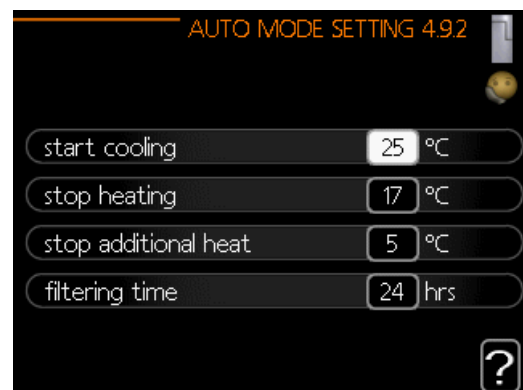 AUTO MODE SETTING 4.9.2
start cooling 25 °C
stop heating 17 °C
stop additional heat 5 °C
filtering time 24 hrs
?